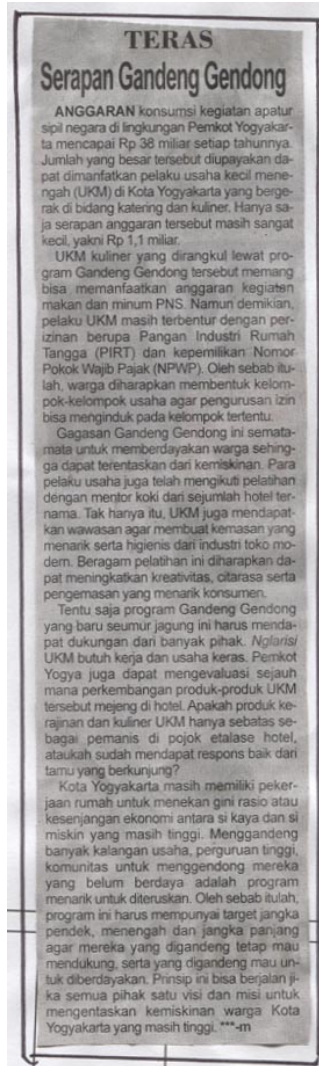 TERAS
Serapan Gandeng Gendong
ANGGARAN konsumsi kegiatan apatur
sipil negara di lingkungan Pemkot Yogyakar-
ta mencapai Rp 38 miliar setiap tahunnya.
Jumlah yang besar tersebut diupayakan da-
pat dimanfatkan pelaku usaha kecil mene-
ngah (UKM) di Kota Yogyakarta yang berge-
rak di bidang katering dan kuliner. Hanya sa-
ja serapan anggaran tersebut masih sangat
kecil, yakni Rp 1,1 miliar.
UKM kuliner yang dirangkul lewat pro-
gram Gandeng Gendong tersebut memang
bisa memanfaatkan anggaran kegiatan
makan dan minum PNS. Namun demikian,
pelaku UKM masih terbentur dengan per-
izinan berupa Pangan Industri Rumah
Tangga (PIRT) dan kepemilikan Nomor
Pokok Wajib Pajak (NPWP). Oleh sebab itu-
lah, warga diharapkan membentuk kelom-
pok-kelompok usaha agar pengurusan izin
bisa menginduk pada kelompok tertentu.
Gagasan Gandeng Gendong ini semata-
mata untuk memberdayakan warga sehing-
ga dapat terentaskan dari kemiskinan. Para
pelaku usaha juga telah mengikuti pelatihan
dengan mentor koki dari sejumlah hotel ter-
nama. Tak hanya itu, UKM juga mendapat-
kan wawasan agar membuat kemasan yang
menarik serta higienis dari industri toko mo-
dern. Beragam pelatihan ini diharapkan da-
pat meningkatkan kreativitas, citarasa serta
pengemasan yang menarik konsumen.
Tentu saja program Gandeng Gendong
yang baru seumur jagung ini harus menda-
pat dukungan dari banyak pihak. Nglarisi
UKM butuh kerja dan usaha keras. Pemkot
Yogya juga dapat mengevaluasi sejauh
mana perkembangan produk-produk UKM
tersebut mejeng di hotel. Apakah produk ke-
rajinan dan kuliner UKM hanya sebatas se-
bagai pemanis di pojok etalase hotel,
ataukah sudah mendapat respons baik dari
tamu yang berkunjung?
Kota Yogyakarta masih memiliki peker-
jaan rumah untuk menekan gini rasio atau
kesenjangan ekonomi antara si kaya dan si
miskin yang masih tinggi. Menggandeng
banyak kalangan usaha, perguruan tinggi,
komunitas untuk menggendong mereka
yang belum berdaya adalah program
menarik untuk diteruskan. Oleh sebab itulah,
program ini harus mempunyai target jangka
pendek, menengah dan jangka panjang
agar mereka yang digandeng tetap mau
mendukung, serta yang digandeng mau un-
tuk diberdayakan. Prinsip ini bisa berjalan ji-
ka semua pihak satu visi dan misi untuk
mengentaskan kemiskinan warga Kota
Yogyakarta yang masih tinggi. ***-m